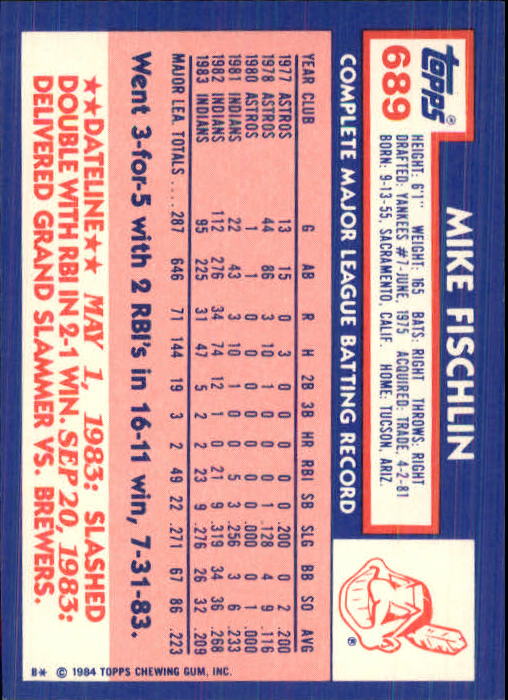 topps®
689
MIKE FISCHLIN
HEIGHT: 6'1" WEIGHT: 165 BATS: RIGHT THROWS: RIGHT
DRAFTED: YANKEES #7-JUNE, 1975 ACQUIRED: TRADE, 4-2-81
BORN: 9-13-55, SACRAMENTO, CALIF. HOME: TUCSON, ARIZ.
®
COMPLETE MAJOR LEAGUE BATTING RECORD
YEAR CLUB G AB R H 2B 3B HR RBI SB SLG BB SO AVG
1977 ASTROS 13 15 0 3 0 0 0 0 0 .200 0 2 .200
1978 ASTROS 44 86 3 10 1 0 0 0 1 .128 4 9 .116
1980 ASTROS 1 1 0 0 0 0 0 0 0 .000 0 1 .000
1981 INDIANS 22 43 3 10 1 0 0 5 3 .256 3 6 .233
1982 INDIANS 112 276 34 74 12 1 0 21 9 .319 34 36 .268
1983 INDIANS 95 225 31 47 5 2 2 23 9 .276 26 32 .209
MAJOR LEA. TOTALS .... 287 646 71 144 19 3 2 49 22 .271 67 86 .223
Went 3-for-5 with 2 RBI's in 16-11 win, 7-31-83.
★★DATELINE★★ MAY 1, 1983: SLASHED
DOUBLE WITH RBI IN 2-1 WIN. SEP 20, 1983:
DELIVERED GRAND SLAMMER VS. BREWERS.
B* © 1984 TOPPS CHEWING GUM, INC.